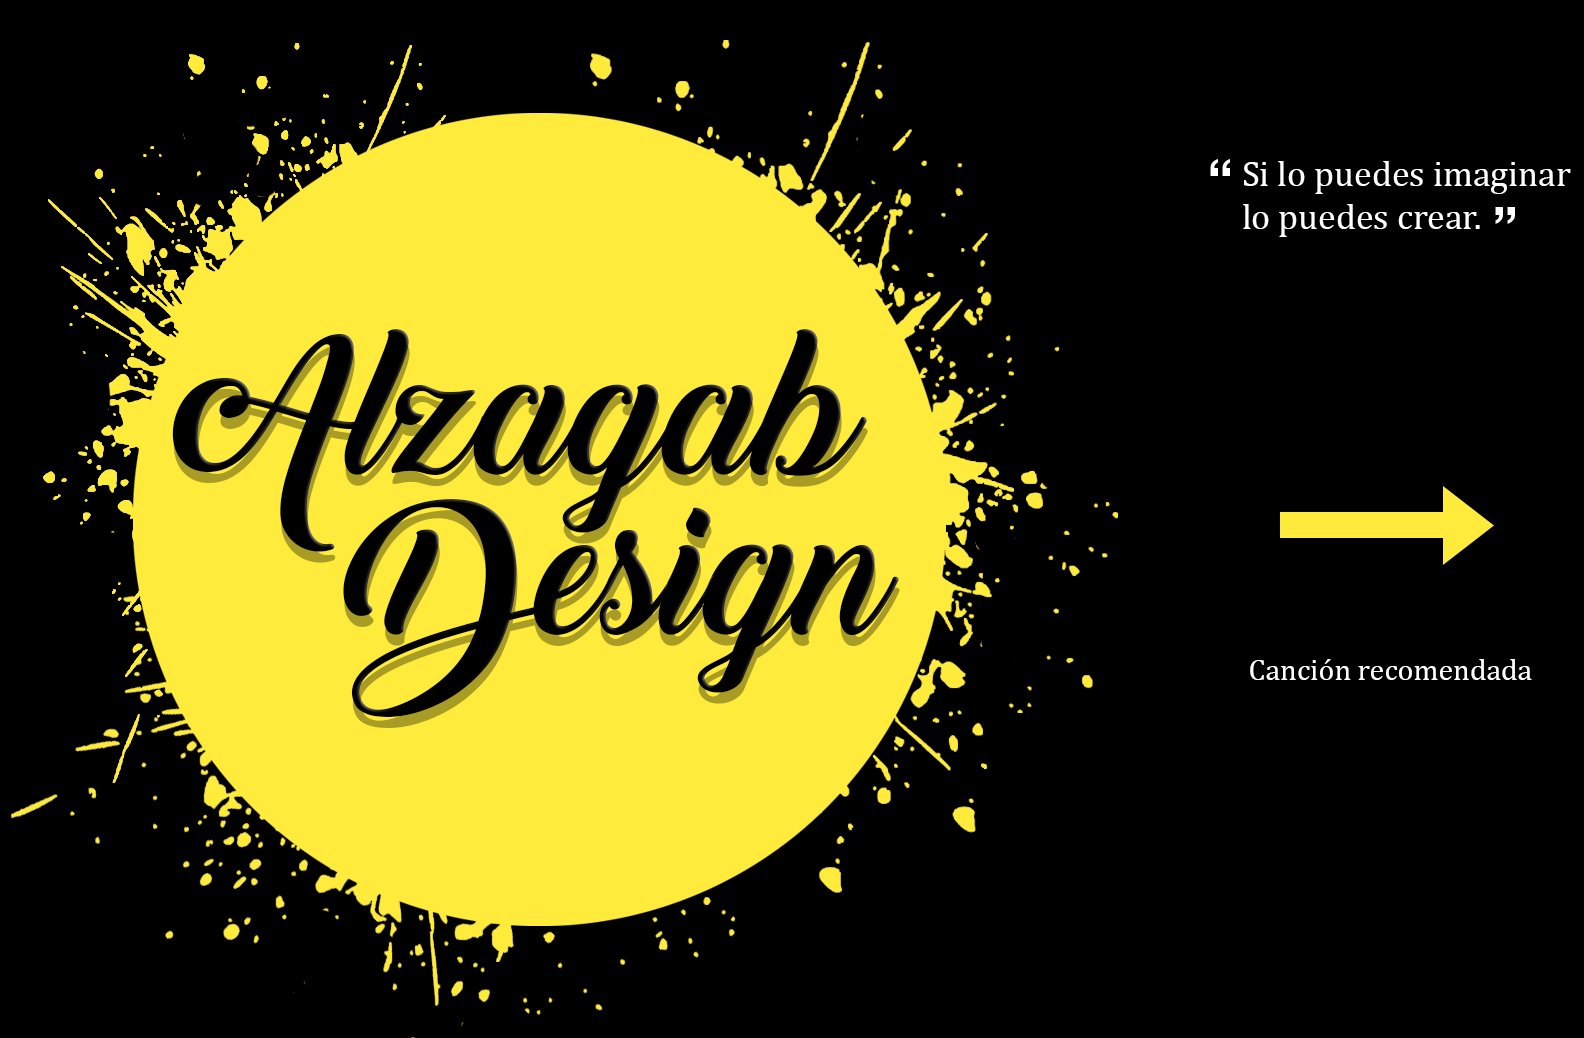 Alzagab
Design
“ Si lo puedes imaginar
lo puedes crear. ”
Canción recomendada